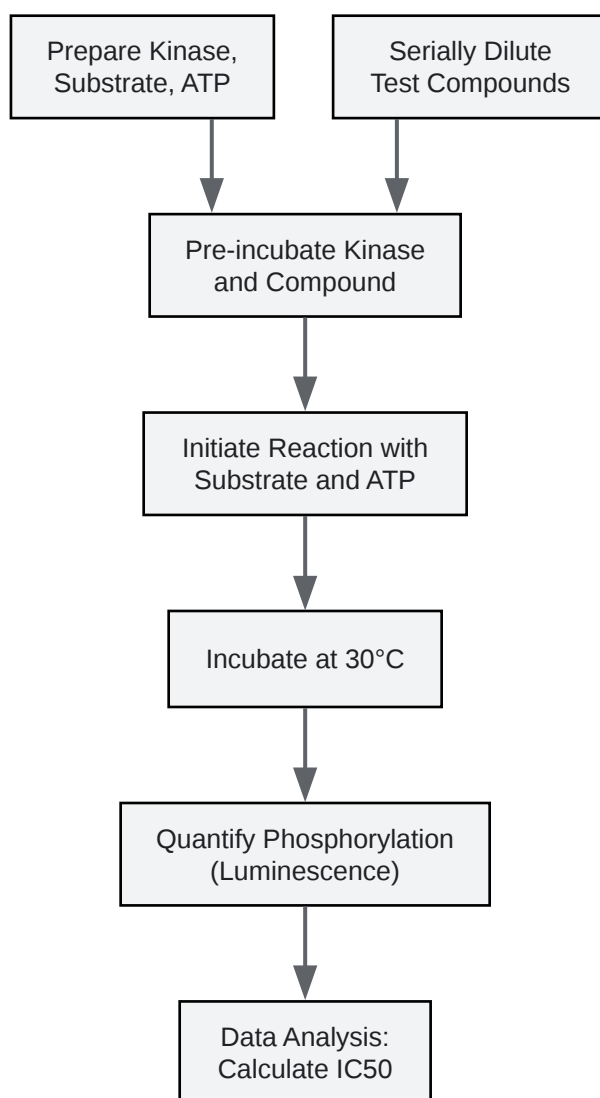 Prepare Kinase,
Substrate, ATP
Serially Dilute
Test Compounds
Pre-incubate Kinase
and Compound
Initiate Reaction with
Substrate and ATP
Incubate at 30°C
Quantify Phosphorylation
(Luminescence)
Data Analysis:
Calculate IC50